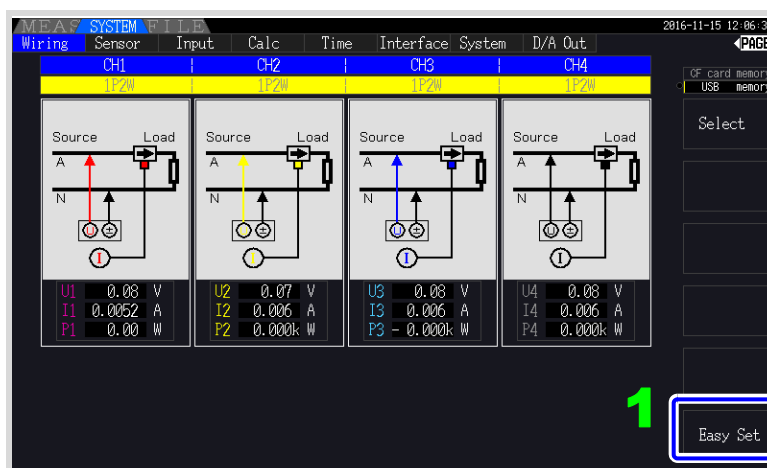 MEAS SYSTEM FILE 2016-11-15 12:06:3
Wiring Sensor Input Calc Time Interface System D/A Out PAGE
CH1 CH2 CH3 CH4
1P2W 1P2W 1P2W 1P2W
CF card memory
USB memory
Select
Source Load Source Load Source Load Source Load
A A A A
N N N N
U ± U ± U ± U ±
I I I I
U1 0.08 V U2 0.07 V U3 0.08 V U4 0.08 V
I1 0.0052 A I2 0.006 A I3 0.006 A I4 0.006 A
P1 0.00 W P2 0.000k W P3 - 0.000k W P4 0.000k W
1
Easy Set